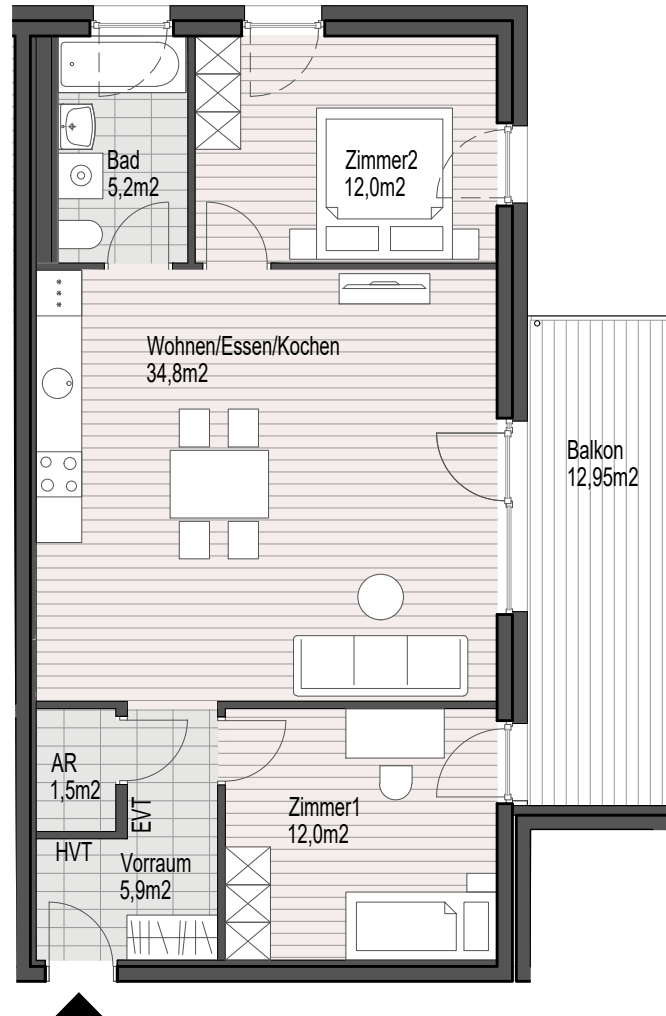 Bad
5,2m2
Zimmer2
12,0m2
Wohnen/Essen/Kochen
34,8m2
Balkon
12,95m2
AR
1,5m2
EVT
HVT
Vorraum
5,9m2
Zimmer1
12,0m2